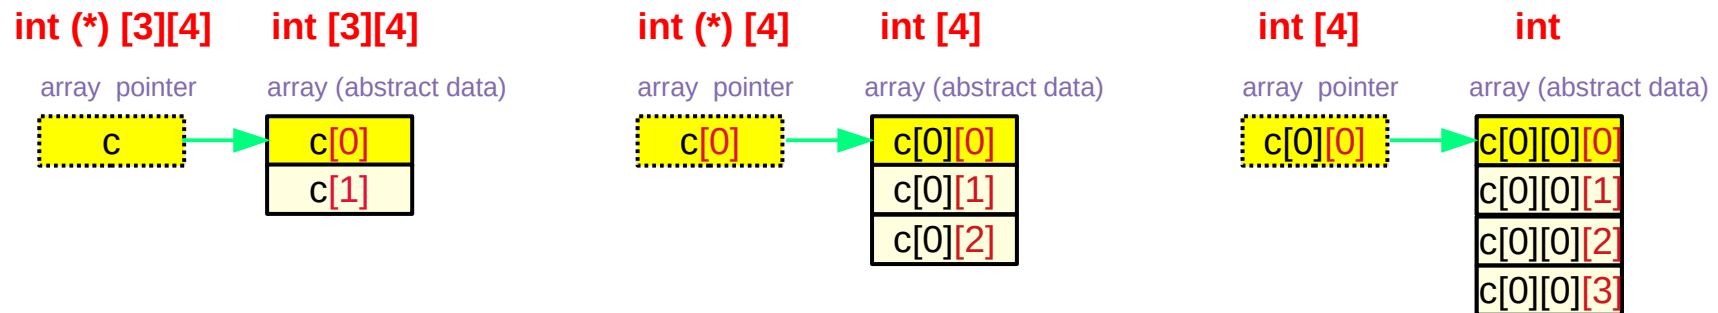 int (*) [3][4] int [3][4] int (*) [4] int [4] int [4] int
array pointer array (abstract data) array pointer array (abstract data) array pointer array (abstract data)
c c[0] c[0] c[0][0] c[0][0] c[0][0][0]
c[1] c[0][1] c[0][0][1]
c[0][2] c[0][0][2]
c[0][0][3]